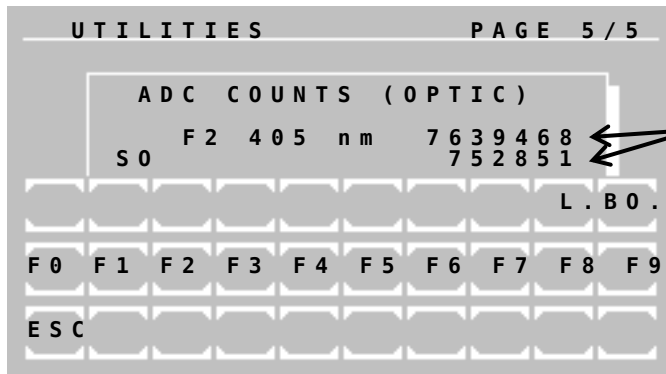 UTILITIES PAGE 5/5
ADC COUNTS (OPTIC)
F2 405 nm 7639468
SO 752851
L.BO.
F0 F1 F2 F3 F4 F5 F6 F7 F8 F9
ESC